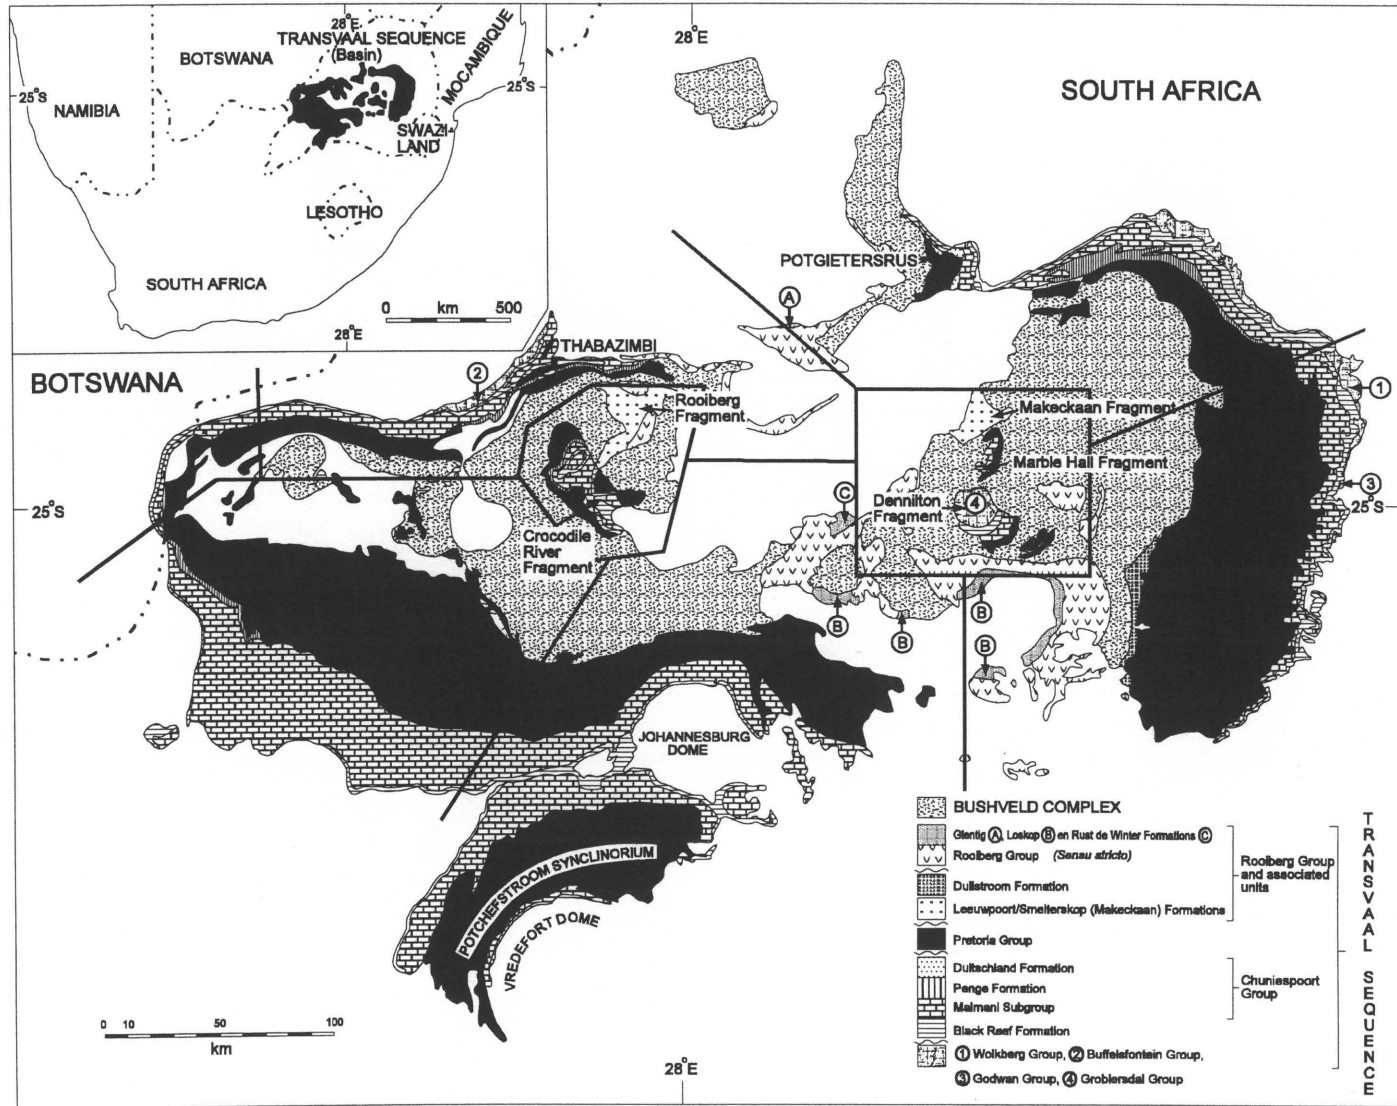 28°E
TRANSVAAL SEQUENCE
(Basin)
BOTSWANA
MOCAMBIQUE
25°S
25°S
NAMIBIA
SWAZI-
LAND
LESOTHO
SOUTH AFRICA
0 km 500
28°E
28°E
SOUTH AFRICA
POTGIETERSRUS
A
THABAZIMBI
BOTSWANA
2
Rooiberg
Fragment
Makeckaan Fragment
1
Marble Hall Fragment
Dennilton
Fragment
4
3
C
25°S
25°S
Crocodile
River
Fragment
B
B
B
B
JOHANNESBURG
DOME
POTCHEFSTROOM SYNCLINORIUM
VREDEFORT DOME
0 10 50 100
km
28°E
BUSHVELD COMPLEX
Glentig A, Loskop B en Rust de Winter Formations C
Rooiberg Group (Sensu stricto)
Dullstroom Formation
Leeuwpoort/Smelterskop (Makeckaan) Formations
Rooiberg Group
and associated
units
Pretoria Group
Duitschland Formation
Penge Formation
Malmani Subgroup
Chuniespoort
Group
Black Reef Formation
1 Wolkberg Group, 2 Buffelsfontein Group,
3 Godwan Group, 4 Groblersdal Group
TRANSVAAL SEQUENCE